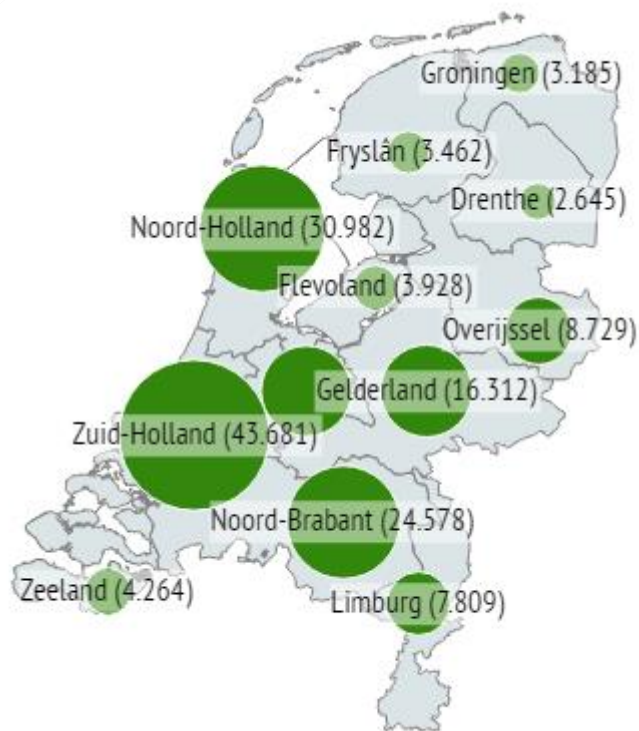 Groningen (3.185)
Fryslân (3.462)
Drenthe (2.645)
Noord-Holland (30.982)
Flevoland (3.928)
Overijssel (8.729)
Gelderland (16.312)
Zuid-Holland (43.681)
Noord-Brabant (24.578)
Zeeland (4.264)
Limburg (7.809)